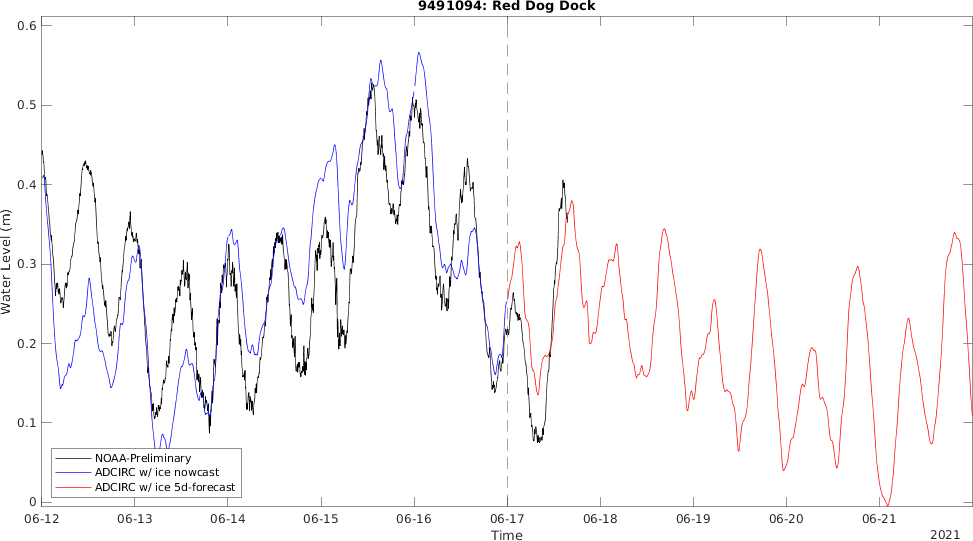 9491094: Red Dog Dock
0.6
0.5
0.4
0.3
0.2
0.1
0
Water Level (m)
NOAA-Preliminary
ADCIRC w/ ice nowcast
ADCIRC w/ ice 5d-forecast
06-12 06-13 06-14 06-15 06-16 06-17 06-18 06-19 06-20 06-21
Time
2021